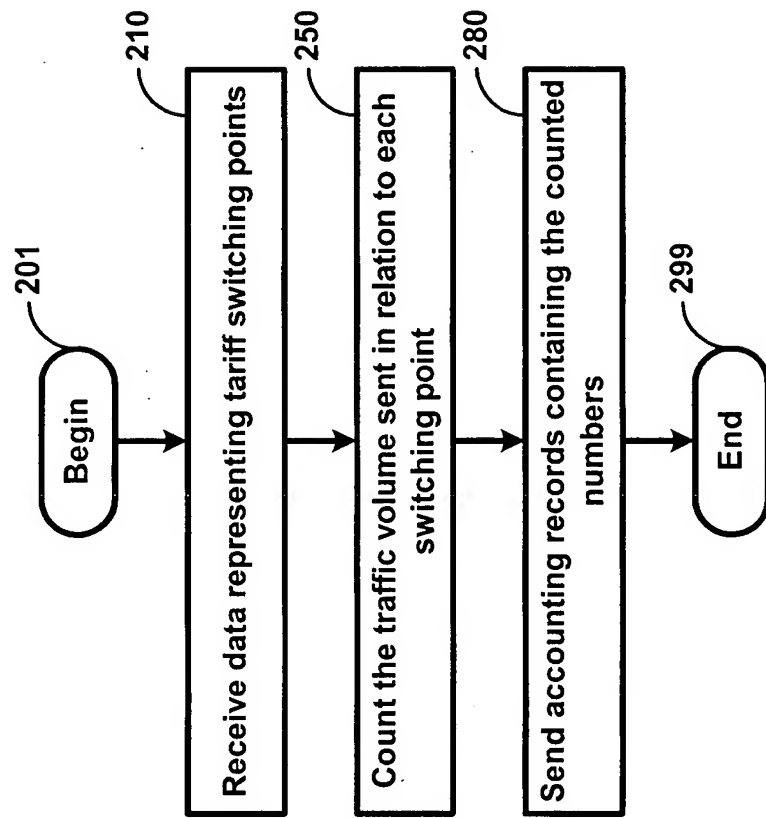 201
Begin
210
Receive data representing tariff switching points
250
Count the traffic volume sent in relation to each
switching point
280
Send accounting records containing the counted
numbers
299
End